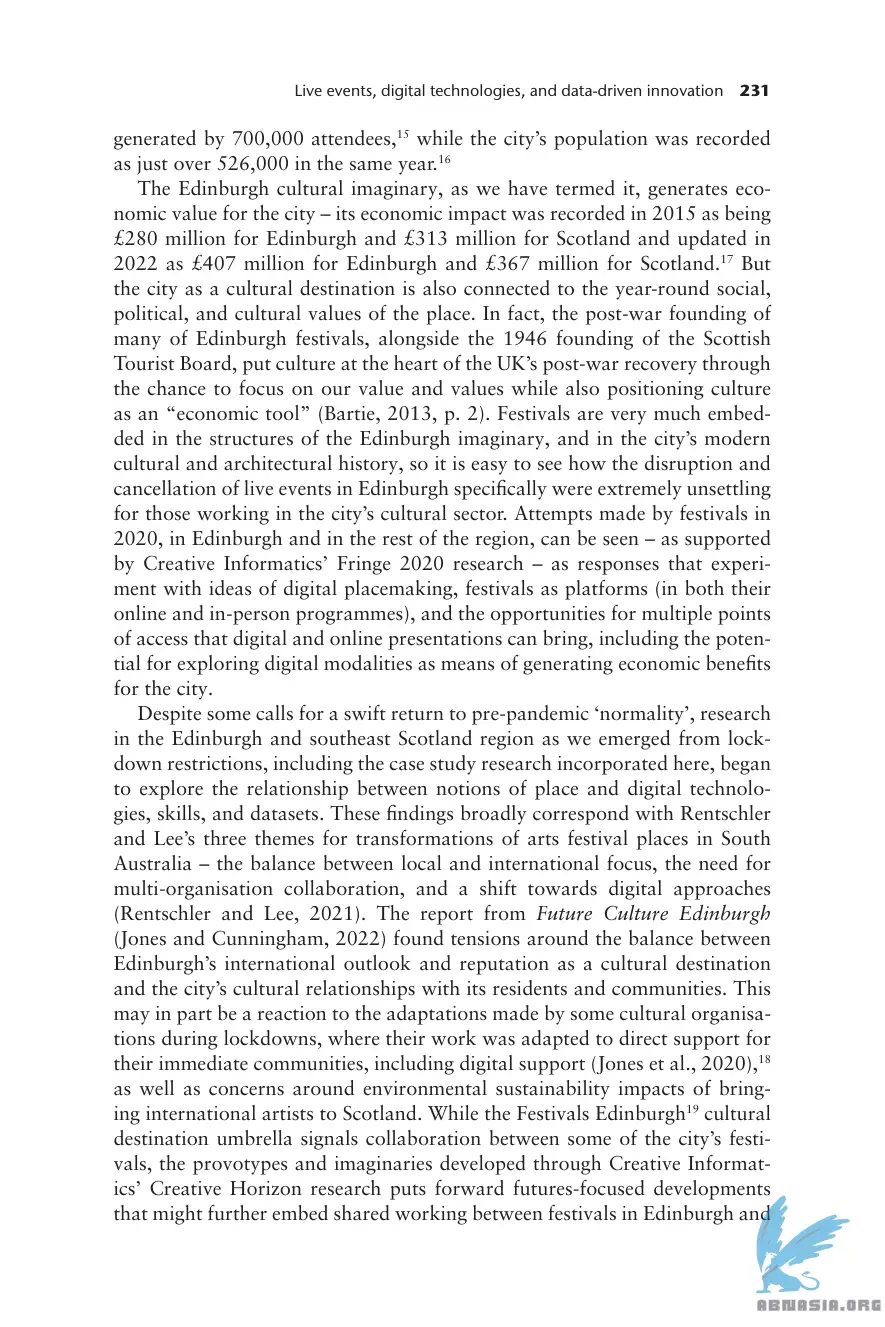 Live events, digital technologies, and data-driven innovation 231
generated by 700,000 attendees,15 while the city’s population was recorded
as just over 526,000 in the same year.16
The Edinburgh cultural imaginary, as we have termed it, generates eco-
nomic value for the city – its economic impact was recorded in 2015 as being
£280 million for Edinburgh and £313 million for Scotland and updated in
2022 as £407 million for Edinburgh and £367 million for Scotland.17 But
the city as a cultural destination is also connected to the year-round social,
political, and cultural values of the place. In fact, the post-war founding of
many of Edinburgh festivals, alongside the 1946 founding of the Scottish
Tourist Board, put culture at the heart of the UK’s post-war recovery through
the chance to focus on our value and values while also positioning culture
as an “economic tool” (Bartie, 2013, p. 2). Festivals are very much embed-
ded in the structures of the Edinburgh imaginary, and in the city’s modern
cultural and architectural history, so it is easy to see how the disruption and
cancellation of live events in Edinburgh specifically were extremely unsettling
for those working in the city’s cultural sector. Attempts made by festivals in
2020, in Edinburgh and in the rest of the region, can be seen – as supported
by Creative Informatics’ Fringe 2020 research – as responses that experi-
ment with ideas of digital placemaking, festivals as platforms (in both their
online and in-person programmes), and the opportunities for multiple points
of access that digital and online presentations can bring, including the poten-
tial for exploring digital modalities as means of generating economic benefits
for the city.
Despite some calls for a swift return to pre-pandemic ‘normality’, research
in the Edinburgh and southeast Scotland region as we emerged from lock-
down restrictions, including the case study research incorporated here, began
to explore the relationship between notions of place and digital technolo-
gies, skills, and datasets. These findings broadly correspond with Rentschler
and Lee’s three themes for transformations of arts festival places in South
Australia – the balance between local and international focus, the need for
multi-organisation collaboration, and a shift towards digital approaches
(Rentschler and Lee, 2021). The report from Future Culture Edinburgh
(Jones and Cunningham, 2022) found tensions around the balance between
Edinburgh’s international outlook and reputation as a cultural destination
and the city’s cultural relationships with its residents and communities. This
may in part be a reaction to the adaptations made by some cultural organisa-
tions during lockdowns, where their work was adapted to direct support for
their immediate communities, including digital support (Jones et al., 2020),18
as well as concerns around environmental sustainability impacts of bring-
ing international artists to Scotland. While the Festivals Edinburgh19 cultural
destination umbrella signals collaboration between some of the city’s festi-
vals, the provotypes and imaginaries developed through Creative Informat-
ics’ Creative Horizon research puts forward futures-focused developments
that might further embed shared working between festivals in Edinburgh and
ABNASIA.ORG